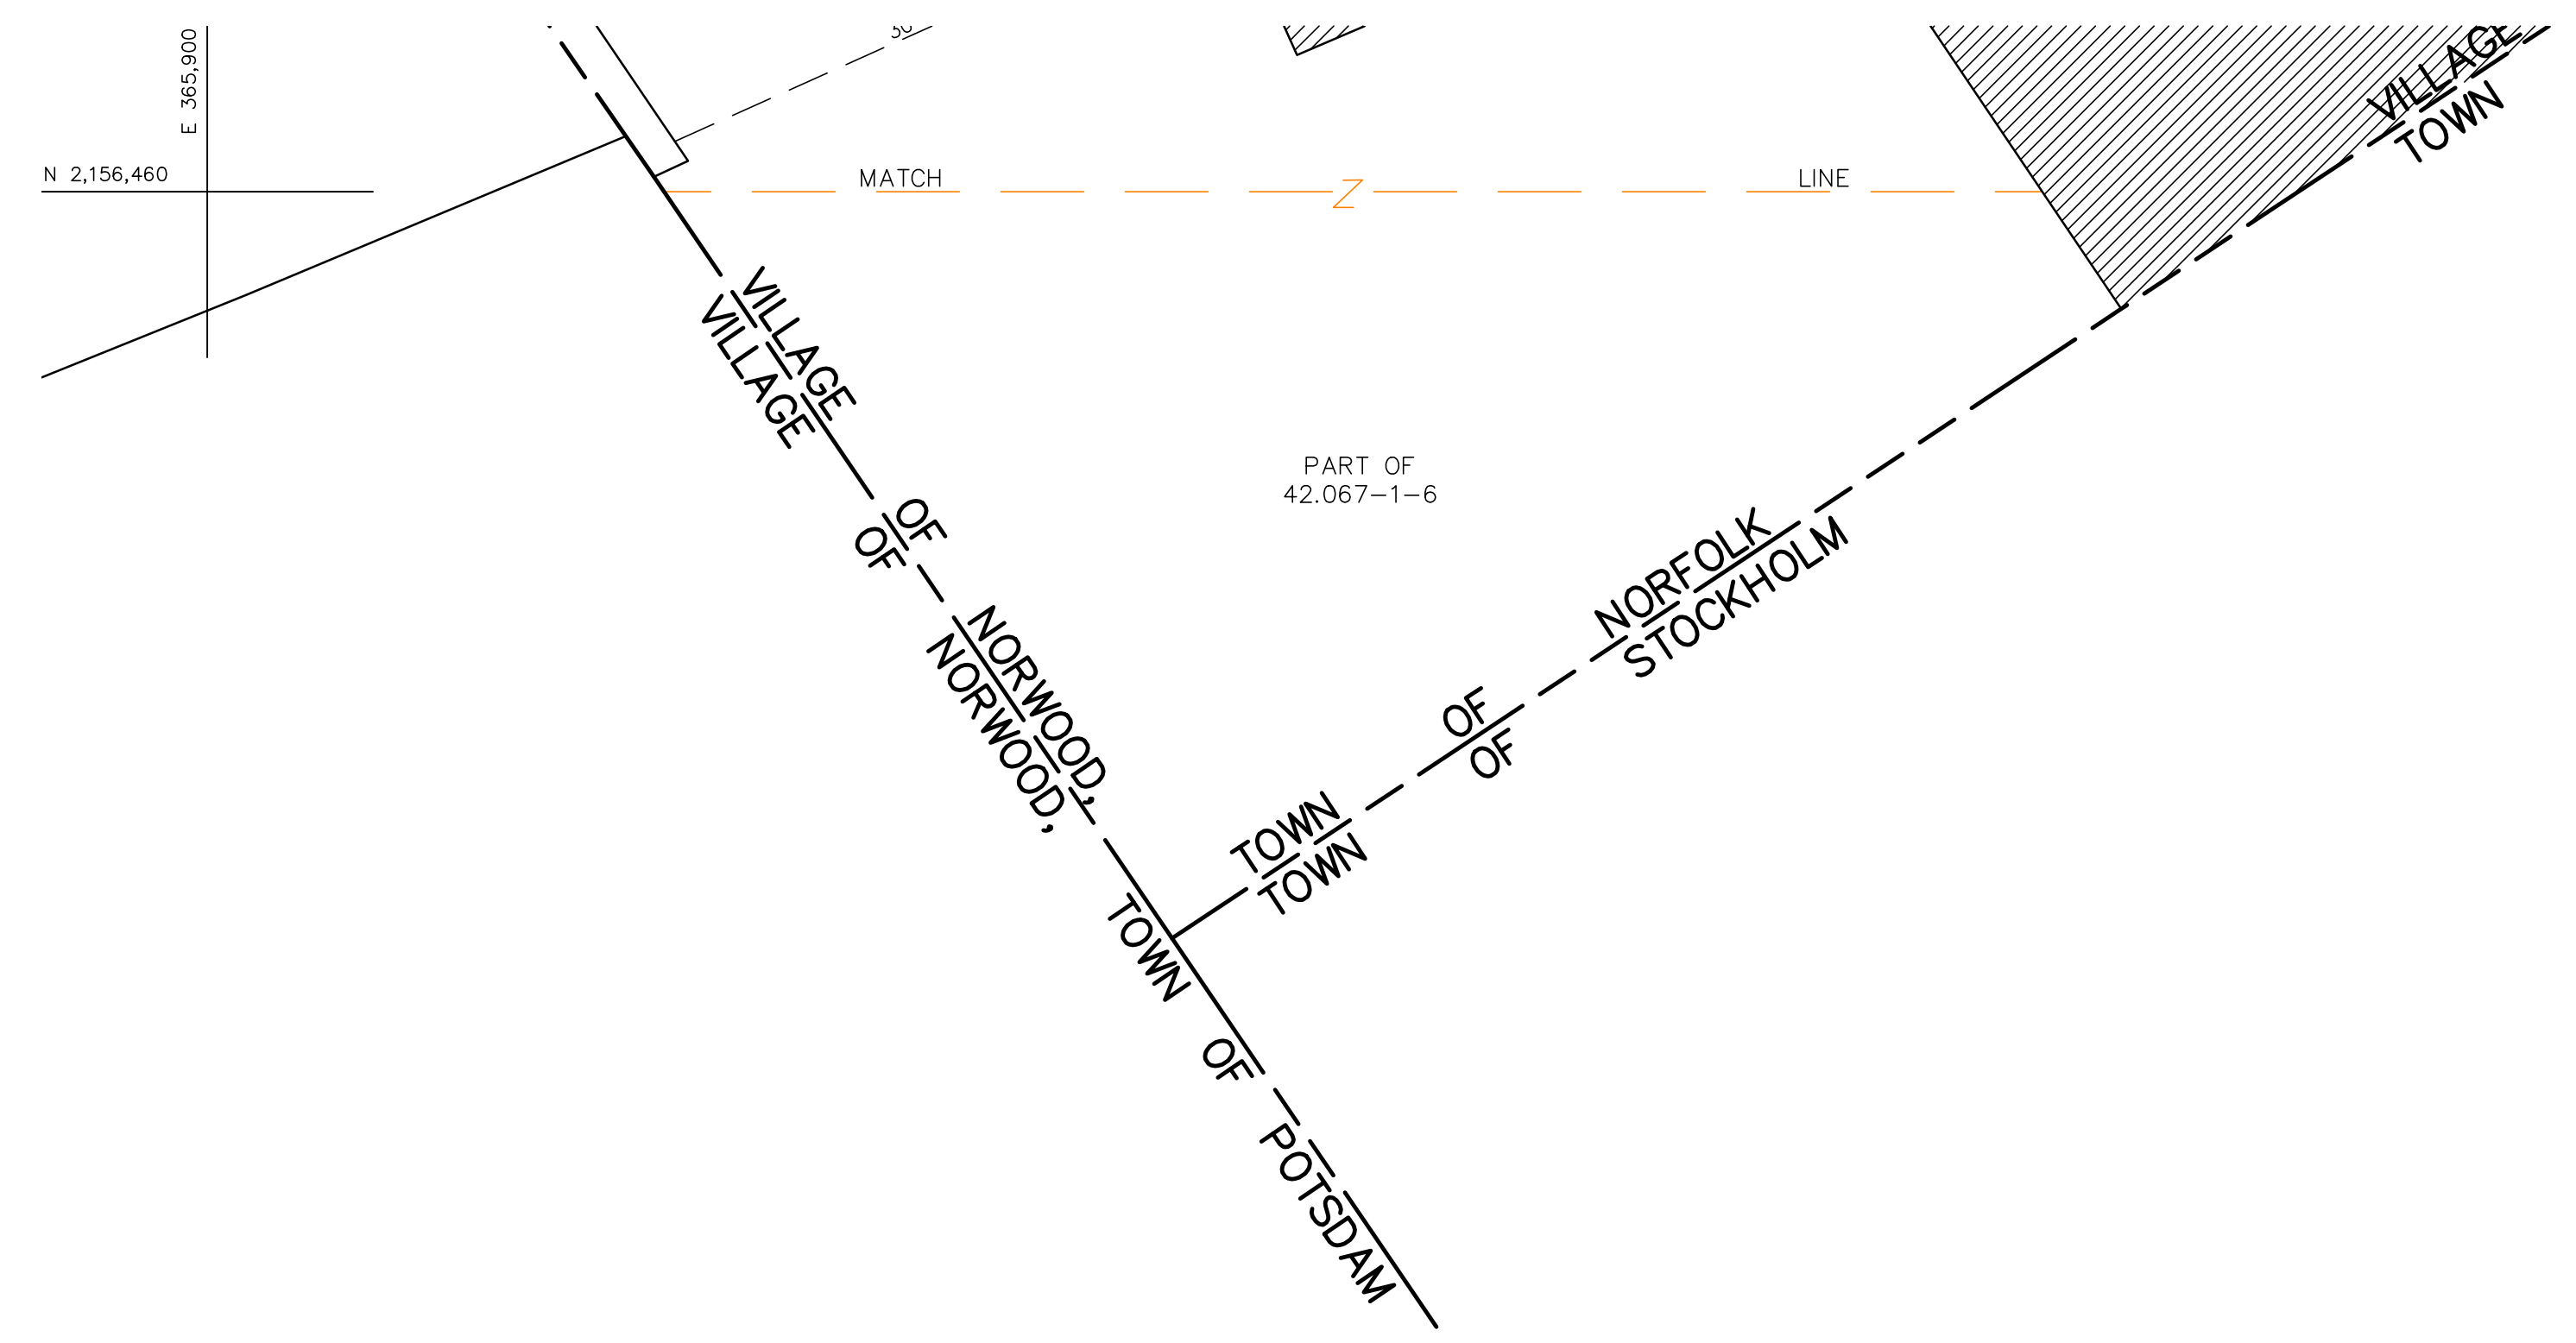 E 365,900
N 2,156,460
MATCH LINE
Z
VILLAGE
TOWN
PART OF
42.067-1-6
VILLAGE OF NORWOOD,
VILLAGE OF NORWOOD, TOWN OF POTSDAM
TOWN OF NORFOLK
TOWN OF STOCKHOLM